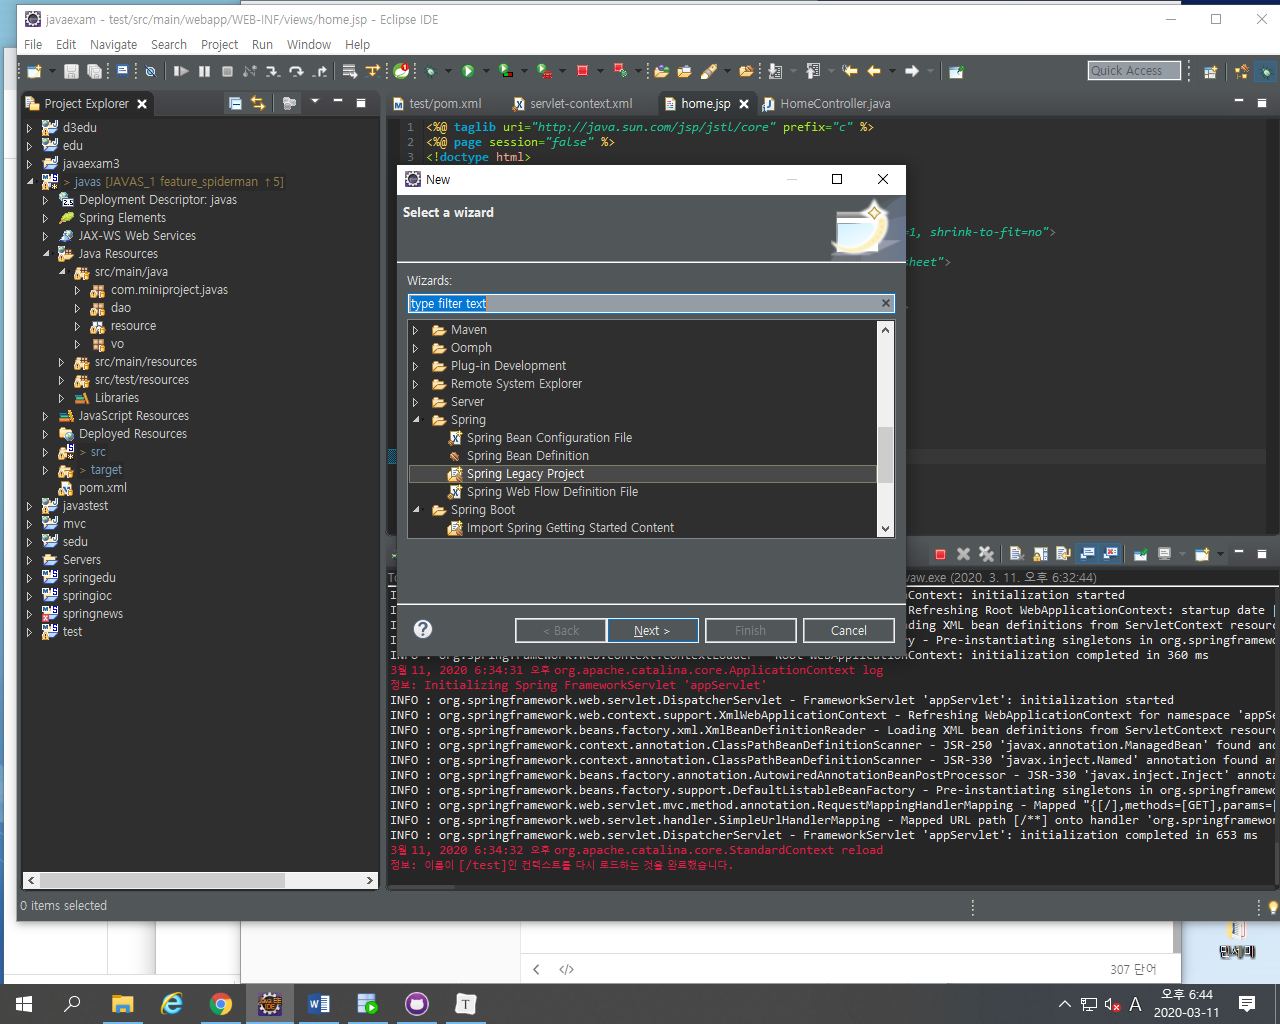 javaexam - test/src/main/webapp/WEB-INF/views/home.jsp - Eclipse IDE
File Edit Navigate Search Project Run Window Help
Quick Access
Project Explorer
test/pom.xml servlet-context.xml home.jsp HomeController.java
d3edu
edu
javaexam3
> javas [JAVAS_1 feature_spiderman ↑5]
Deployment Descriptor: javas
Spring Elements
JAX-WS Web Services
Java Resources
src/main/java
com.miniproject.javas
dao
resource
vo
src/main/resources
src/test/resources
Libraries
JavaScript Resources
Deployed Resources
> src
> target
pom.xml
javastest
mvc
sedu
Servers
springedu
springioc
springnews
test
1 <%@ taglib uri="http://java.sun.com/jsp/jstl/core" prefix="c" %>
2 <%@ page session="false" %>
3 <!doctype html>
=1, shrink-to-fit=no">
heet">
New
Select a wizard
Wizards:
type filter text
Maven
Oomph
Plug-in Development
Remote System Explorer
Server
Spring
Spring Bean Configuration File
Spring Bean Definition
Spring Legacy Project
Spring Web Flow Definition File
Spring Boot
Import Spring Getting Started Content
< Back
Next >
Finish
Cancel
vaw.exe (2020. 3. 11. 오후 6:32:44)
Context: initialization started
Refreshing Root WebApplicationContext: startup date [
ding XML bean definitions from ServletContext resourc
y - Pre-instantiating singletons in org.springframew
INFO : org.springframework.web.context.ContextLoader - Root WebApplicationContext: initialization completed in 360 ms
3월 11, 2020 6:34:31 오후 org.apache.catalina.core.ApplicationContext log
정보: Initializing Spring FrameworkServlet 'appServlet'
INFO : org.springframework.web.servlet.DispatcherServlet - FrameworkServlet 'appServlet': initialization started
INFO : org.springframework.web.context.support.XmlWebApplicationContext - Refreshing WebApplicationContext for namespace 'appSe
INFO : org.springframework.beans.factory.xml.XmlBeanDefinitionReader - Loading XML bean definitions from ServletContext resourc
INFO : org.springframework.context.annotation.ClassPathBeanDefinitionScanner - JSR-250 'javax.annotation.ManagedBean' found and
INFO : org.springframework.context.annotation.ClassPathBeanDefinitionScanner - JSR-330 'javax.inject.Named' annotation found an
INFO : org.springframework.beans.factory.annotation.AutowiredAnnotationBeanPostProcessor - JSR-330 'javax.inject.Inject' annota
INFO : org.springframework.beans.factory.support.DefaultListableBeanFactory - Pre-instantiating singletons in org.springframew
INFO : org.springframework.web.servlet.mvc.method.annotation.RequestMappingHandlerMapping - Mapped "{[/],methods=[GET],params=[
INFO : org.springframework.web.servlet.handler.SimpleUrlHandlerMapping - Mapped URL path [/**] onto handler 'org.springframewor
INFO : org.springframework.web.servlet.DispatcherServlet - FrameworkServlet 'appServlet': initialization completed in 653 ms
3월 11, 2020 6:34:32 오후 org.apache.catalina.core.StandardContext reload
정보: 이름이 [/test]인 컨텍스트를 다시 로드하는 것을 완료했습니다.
0 items selected
307 단어
A
오후 6:44
2020-03-11